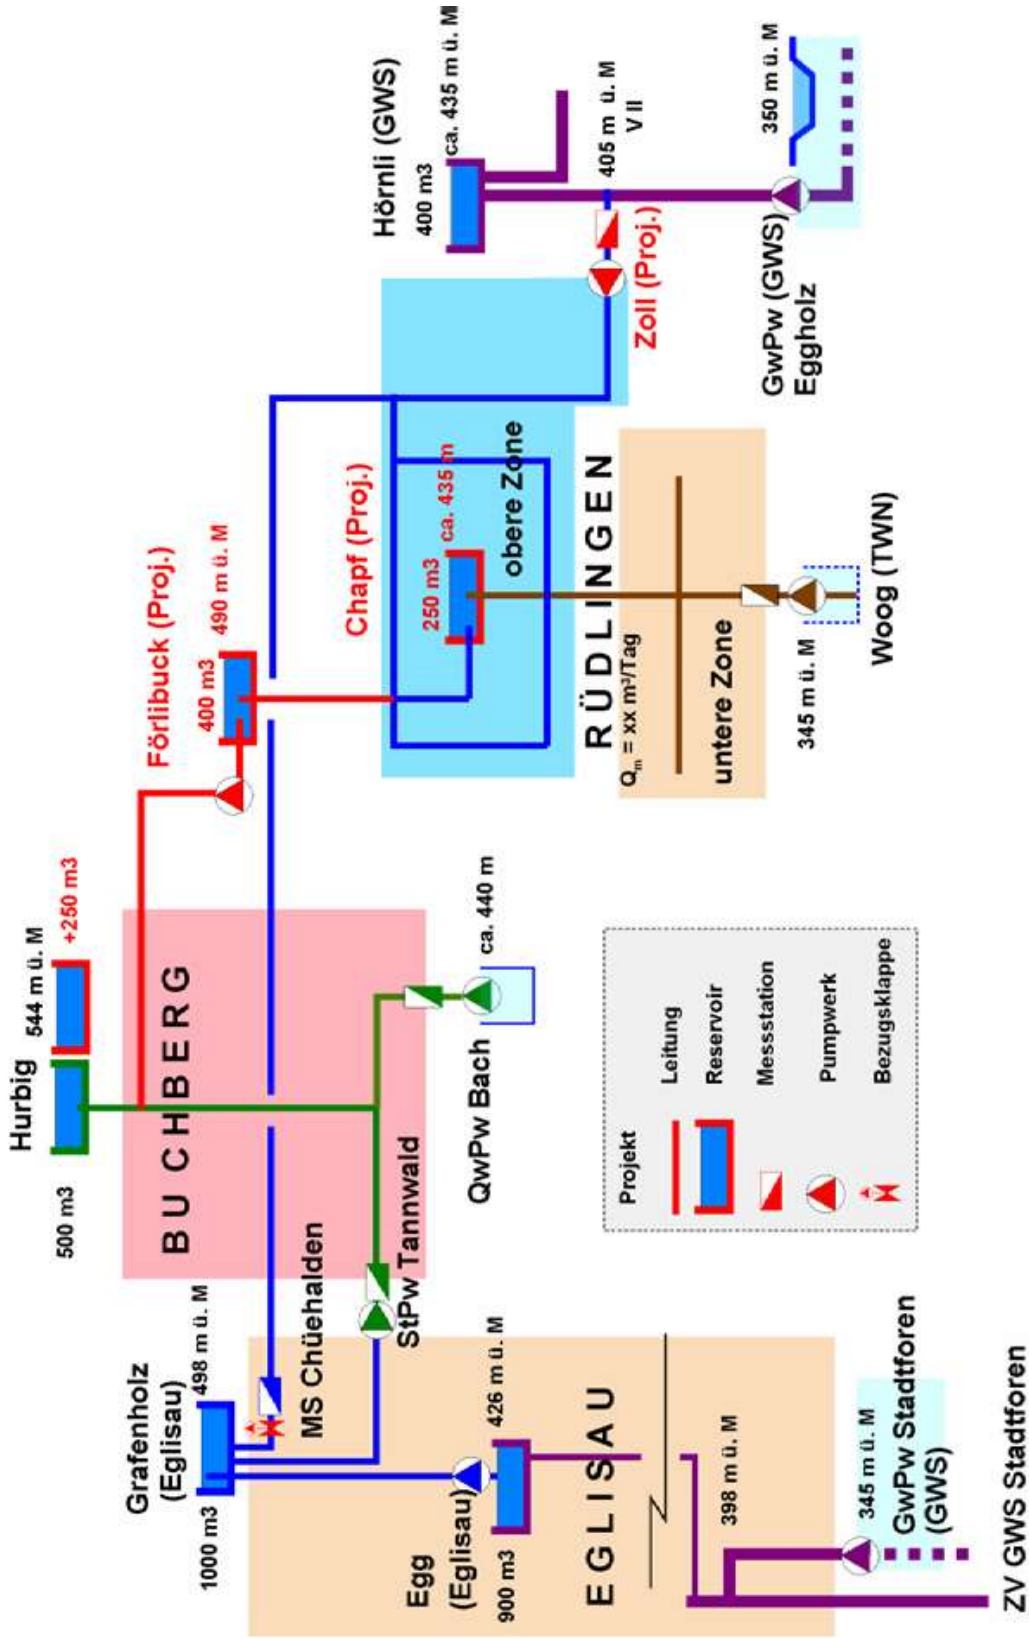 Hurbig
544 m ü. M
500 m3
+250 m3
Förlibuck (Proj.)
490 m ü. M
400 m3
Grafenholz
(Eglisau)
498 m ü. M
1000 m3
B U C H B E R G
MS Chüehalden
StPw Tannwald
QwPw Bach
ca. 440 m
Chapf (Proj.)
250 m3
ca. 435 m
obere Zone
R Ü D L I N G E N
Qm = xx m³/Tag
untere Zone
345 m ü. M
Woog (TWN)
Hörnli (GWS)
400 m3
ca. 435 m ü. M
405 m ü. M
V II
Zoll (Proj.)
GwPw (GWS)
Eggholz
350 m ü. M
Egg
(Eglisau)
900 m3
426 m ü. M
E G L I S A U
398 m ü. M
345 m ü. M
GwPw Stadtforen
(GWS)
ZV GWS Stadtforen
Projekt
Leitung
Reservoir
Messstation
Pumpwerk
Bezugsklappe